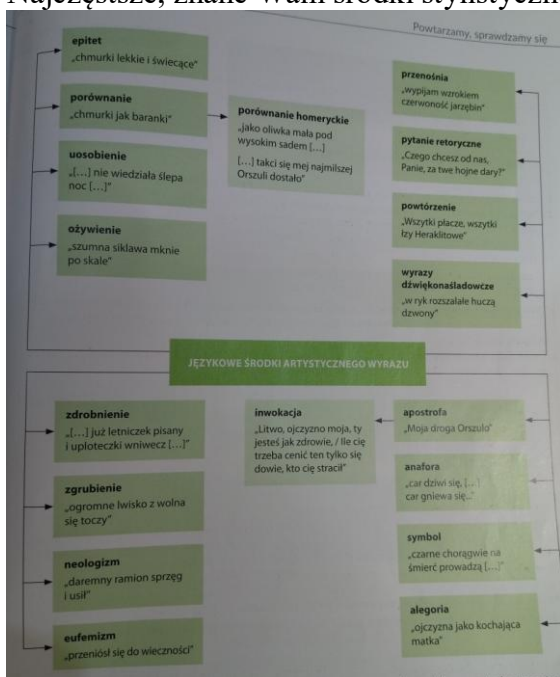 Najczęstsze, znane Wam środki stylistyczn
Powtarzamy, sprawdzamy się
epitet
„chmurki lekkie i świecące”
porównanie
„chmurki jak baranki”
uosobienie
„[...] nie wiedziała ślepa
noc [...]”
ożywienie
„szumna siklawa mknie
po skale”
porównanie homeryckie
„jako oliwka mała pod
wysokim sadem [...]
[...] takci się mej najmilszej
Orszuli dostało”
przenośnia
„wypijam wzrokiem
czerwoność jarzębin”
pytanie retoryczne
„Czego chcesz od nas,
Panie, za twe hojne dary?”
powtórzenie
„Wszytki płacze, wszytki
łzy Heraklitowe”
wyrazy
dźwiękonaśladowcze
„w ryk rozszalałe huczą
dzwony”
JĘZYKOWE ŚRODKI ARTYSTYCZNEGO WYRAZU
zdrobnienie
„[...] już letniczek pisany
i uploteczki wniwecz [...]”
zgrubienie
„ogromne lwisko z wolna
się toczy”
neologizm
„daremny ramion sprzęg
i usił”
eufemizm
„przeniósł się do wieczności”
inwokacja
„Litwo, ojczyzno moja, ty
jesteś jak zdrowie, / Ile cię
trzeba cenić ten tylko się
dowie, kto cię stracił”
apostrofa
„Moja droga Orszulo”
anafora
„car dziwi się, [...]
car gniewa się...”
symbol
„czarne chorągwie na
śmierć prowadzą [...]”
alegoria
„ojczyzna jako kochająca
matka”